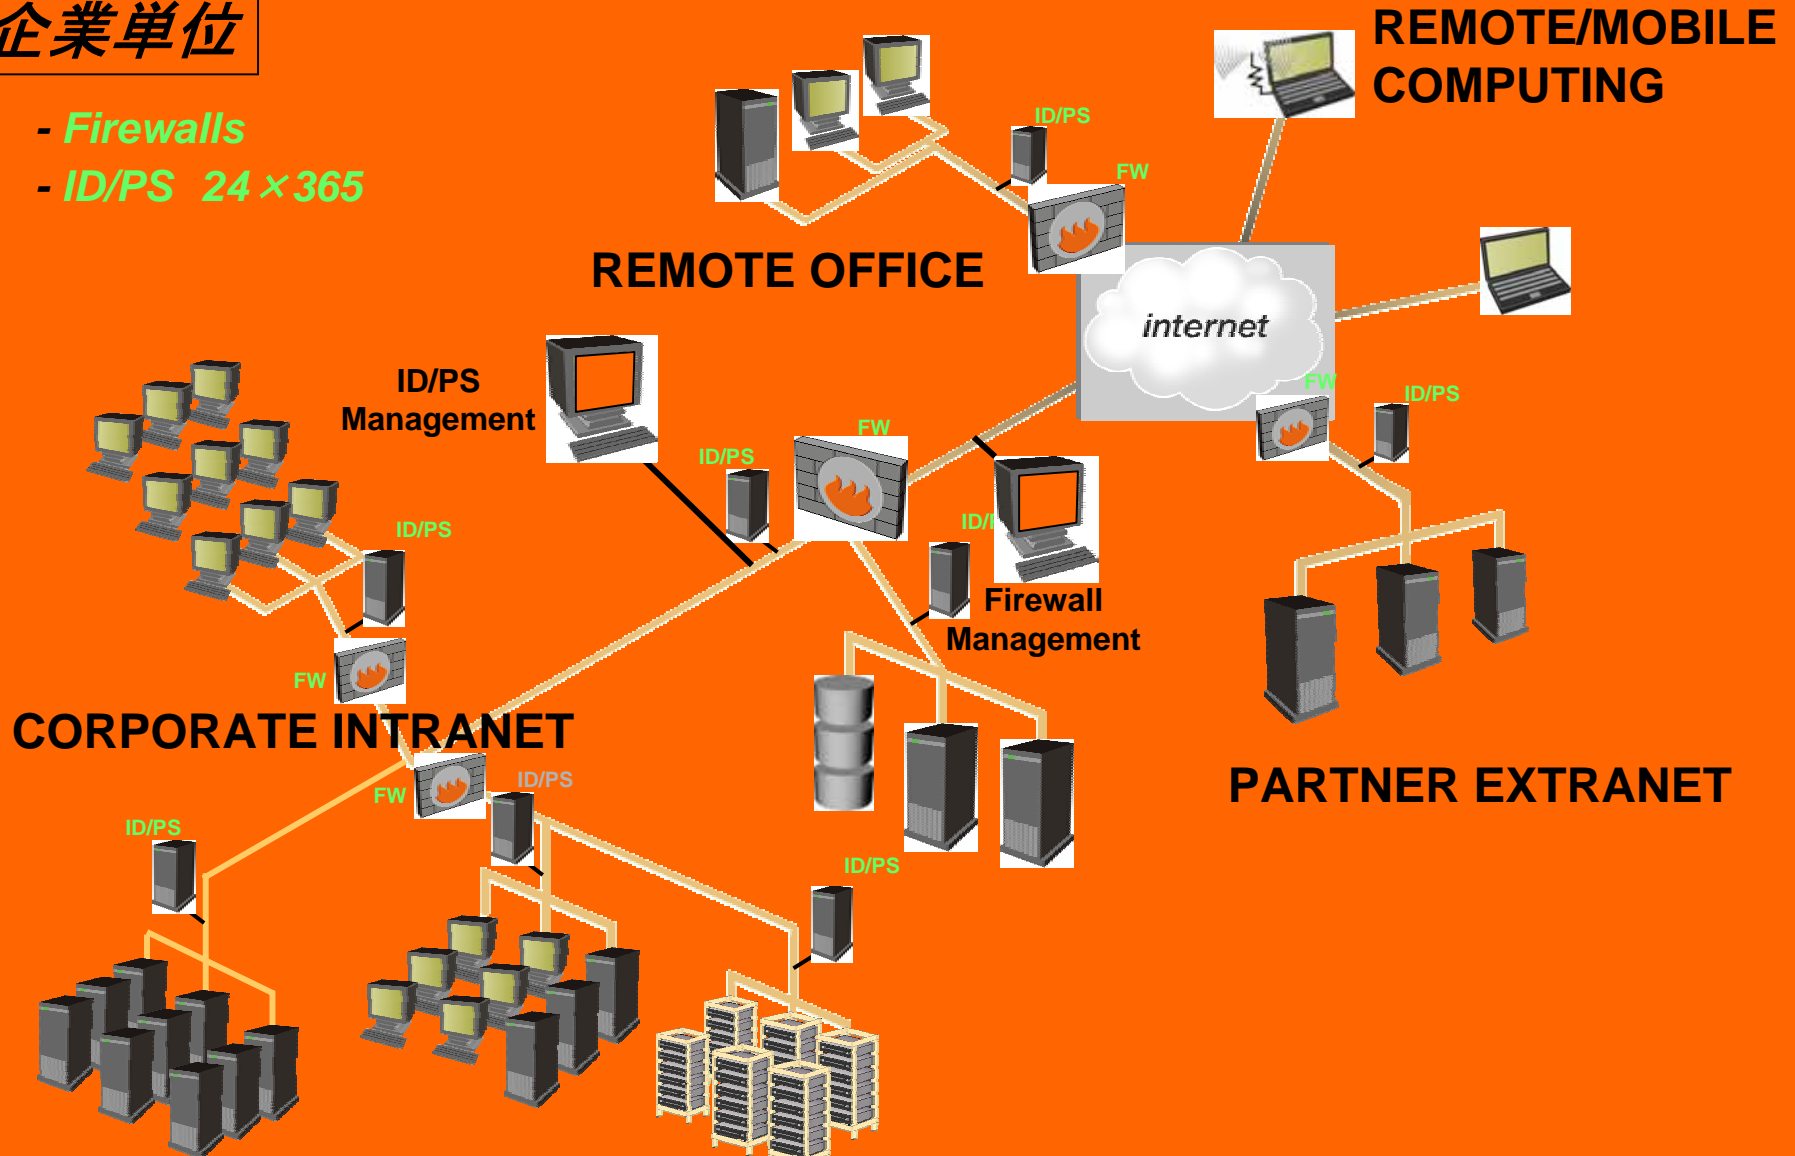 企業単位
- Firewalls
- ID/PS 24×365
REMOTE/MOBILE
COMPUTING
ID/PS
FW
REMOTE OFFICE
internet
ID/PS
Management
FW
ID/PS
FW
ID/PS
ID/PS
ID/
Firewall
Management
FW
CORPORATE INTRANET
FW
ID/PS
PARTNER EXTRANET
ID/PS
ID/PS